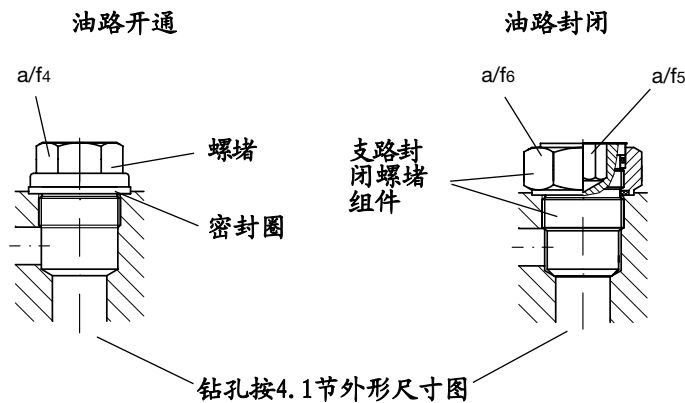 油路开通
油路封闭
a/f4
a/f6
a/f5
螺堵
密封圈
支路封
闭螺堵
组件
钻孔按4.1节外形尺寸图